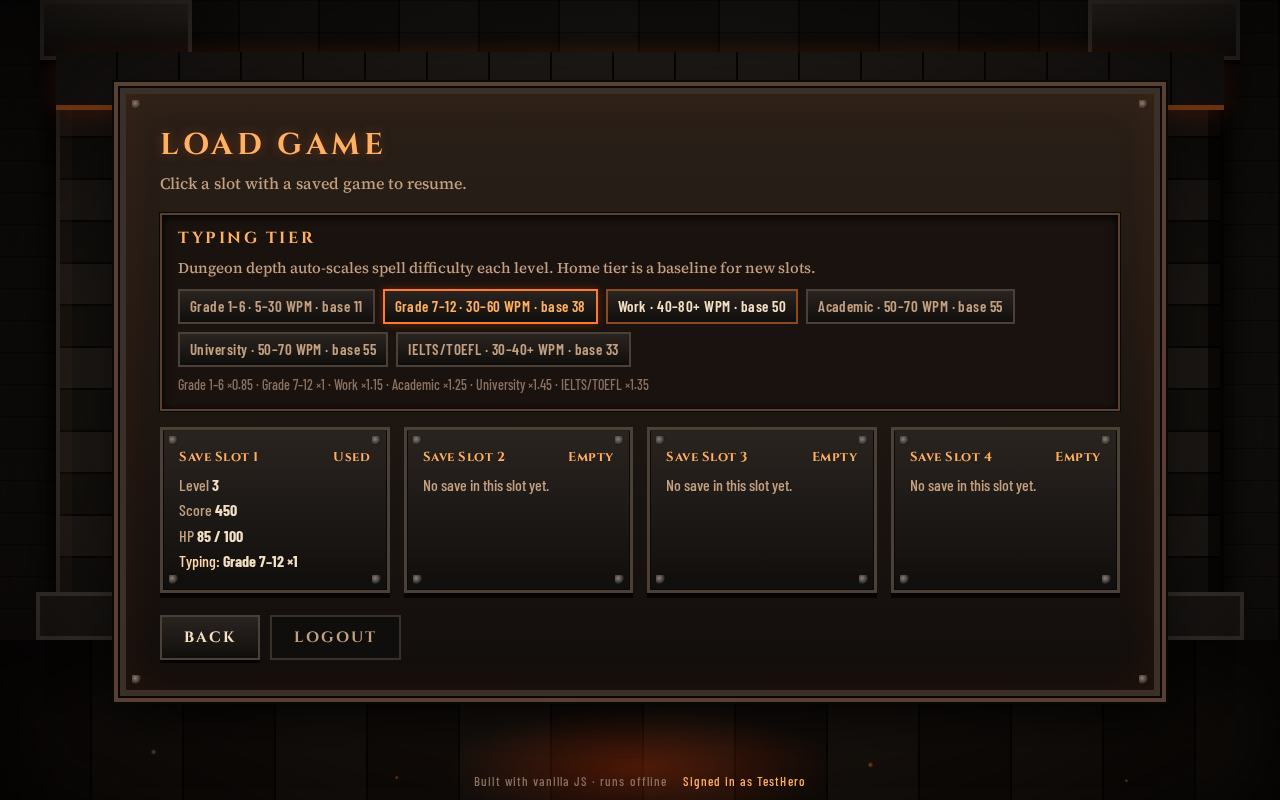 LOAD GAME
Click a slot with a saved game to resume.
TYPING TIER
Dungeon depth auto-scales spell difficulty each level. Home tier is a baseline for new slots.
Grade 1–6 · 5–30 WPM · base 11
Grade 7–12 · 30–60 WPM · base 38
Work · 40–80+ WPM · base 50
Academic · 50–70 WPM · base 55
University · 50–70 WPM · base 55
IELTS/TOEFL · 30–40+ WPM · base 33
Grade 1–6 ×0.85 · Grade 7–12 ×1 · Work ×1.15 · Academic ×1.25 · University ×1.45 · IELTS/TOEFL ×1.35
Save Slot 1 Used
Level 3
Score 450
HP 85 / 100
Typing: Grade 7–12 ×1
Save Slot 2 Empty
No save in this slot yet.
Save Slot 3 Empty
No save in this slot yet.
Save Slot 4 Empty
No save in this slot yet.
BACK
LOGOUT
Built with vanilla JS · runs offline Signed in as TestHero